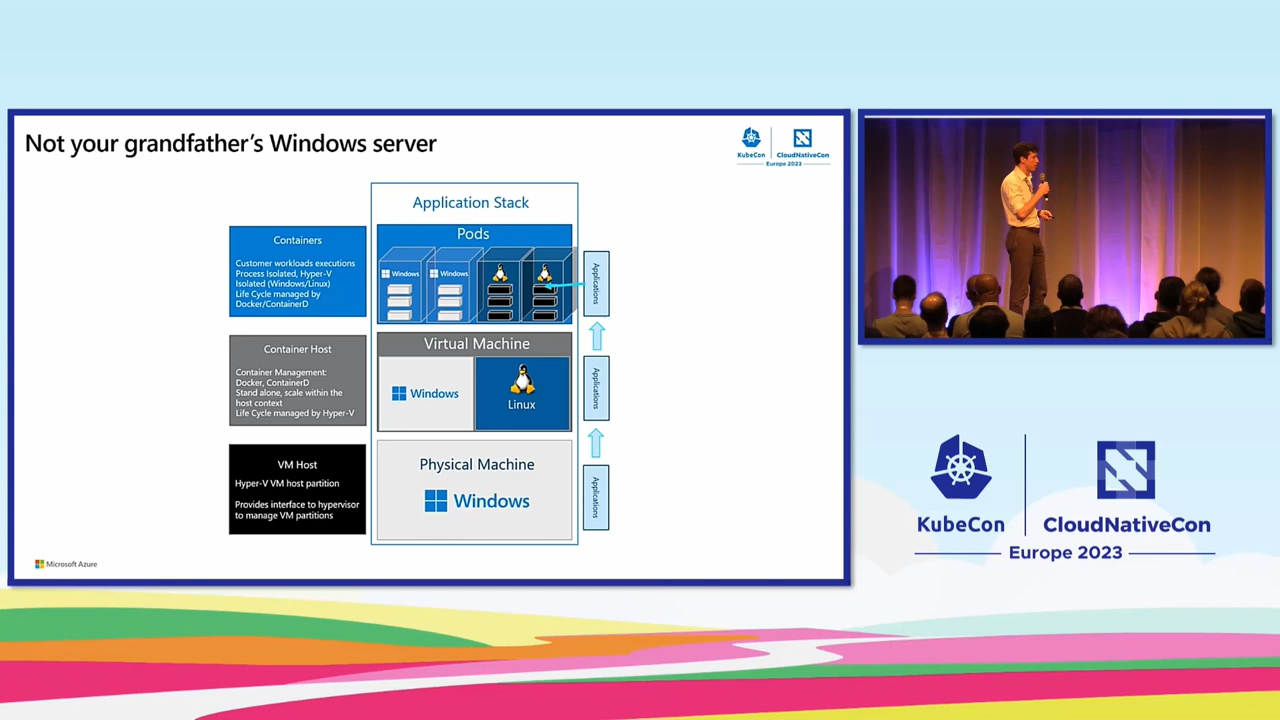 Not your grandfather's Windows server
KubeCon
CloudNativeCon
Europe 2023
Application Stack
Containers
Customer workloads executions
Process Isolated, Hyper-V
Isolated (Windows/Linux)
Life Cycle managed by
Docker/ContainerD
Pods
Windows
Windows
Applications
Container Host
Container Management:
Docker, ContainerD
Stand alone, scale within the
host context
Life Cycle managed by Hyper-V
Virtual Machine
Windows
Linux
Applications
VM Host
Hyper-V VM host partition
Provides interface to hypervisor
to manage VM partitions
Physical Machine
Windows
Applications
Microsoft Azure
KubeCon
CloudNativeCon
Europe 2023